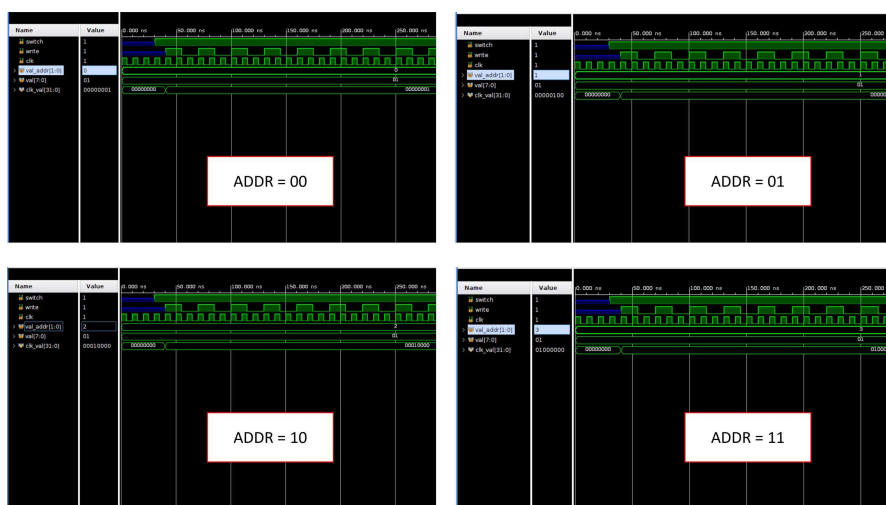 Name Value 0.000 ns 50.000 ns 100.000 ns 150.000 ns 200.000 ns 250.000 ns
switch 1
write 1
clk 1
val_addr[1:0] 0 0
val[7:0] 01 01
clk_val[31:0] 00000001 00000000 00000001
ADDR = 00
Name Value 0.000 ns 50.000 ns 100.000 ns 150.000 ns 200.000 ns 250.000
switch 1
write 1
clk 1
val_addr[1:0] 1 1
val[7:0] 01 01
clk_val[31:0] 00000100 00000000 00000
ADDR = 01
Name Value 0.000 ns 50.000 ns 100.000 ns 150.000 ns 200.000 ns 250.000 ns
switch 1
write 1
clk 1
val_addr[1:0] 2 2
val[7:0] 01 01
clk_val[31:0] 00010000 00000000 00010000
ADDR = 10
Name Value 0.000 ns 50.000 ns 100.000 ns 150.000 ns 200.000 ns 250.000
switch 1
write 1
clk 1
val_addr[1:0] 3 3
val[7:0] 01 01
clk_val[31:0] 01000000 00000000 01000
ADDR = 11